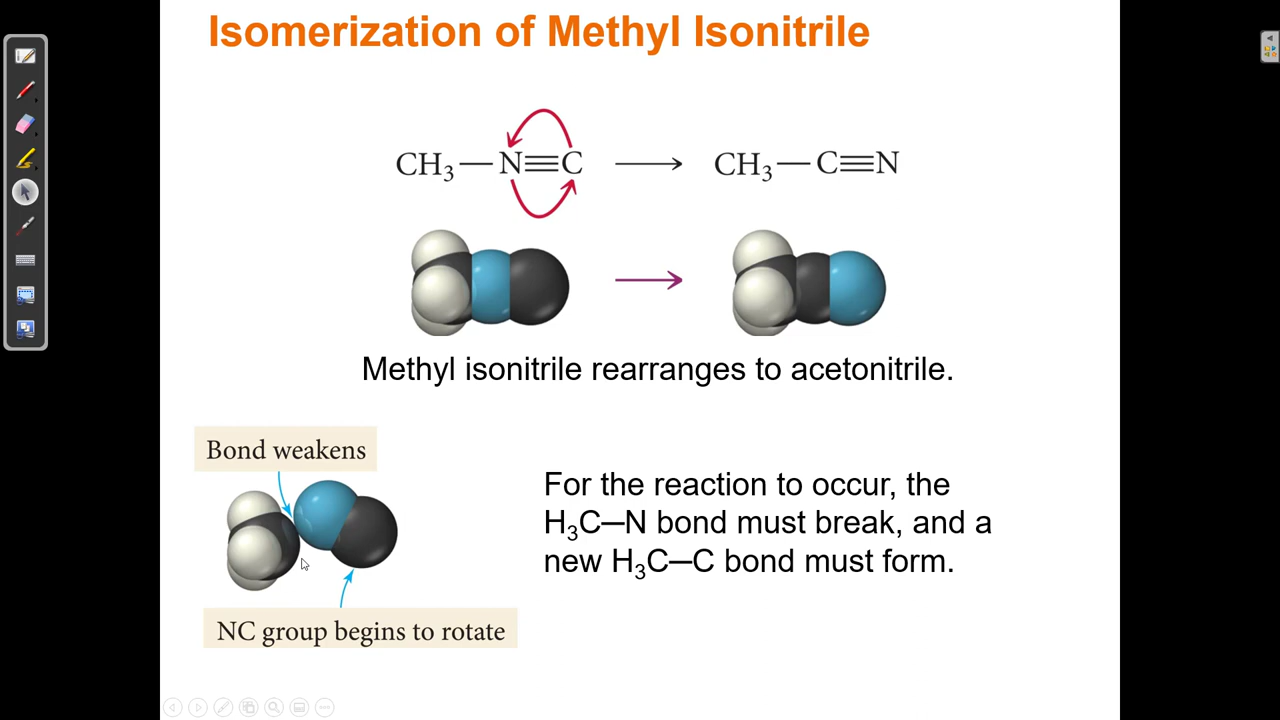 Isomerization of Methyl Isonitrile
CH₃—N≡C ⟶ CH₃—C≡N
Methyl isonitrile rearranges to acetonitrile.
Bond weakens
NC group begins to rotate
For the reaction to occur, the
H₃C—N bond must break, and a
new H₃C—C bond must form.